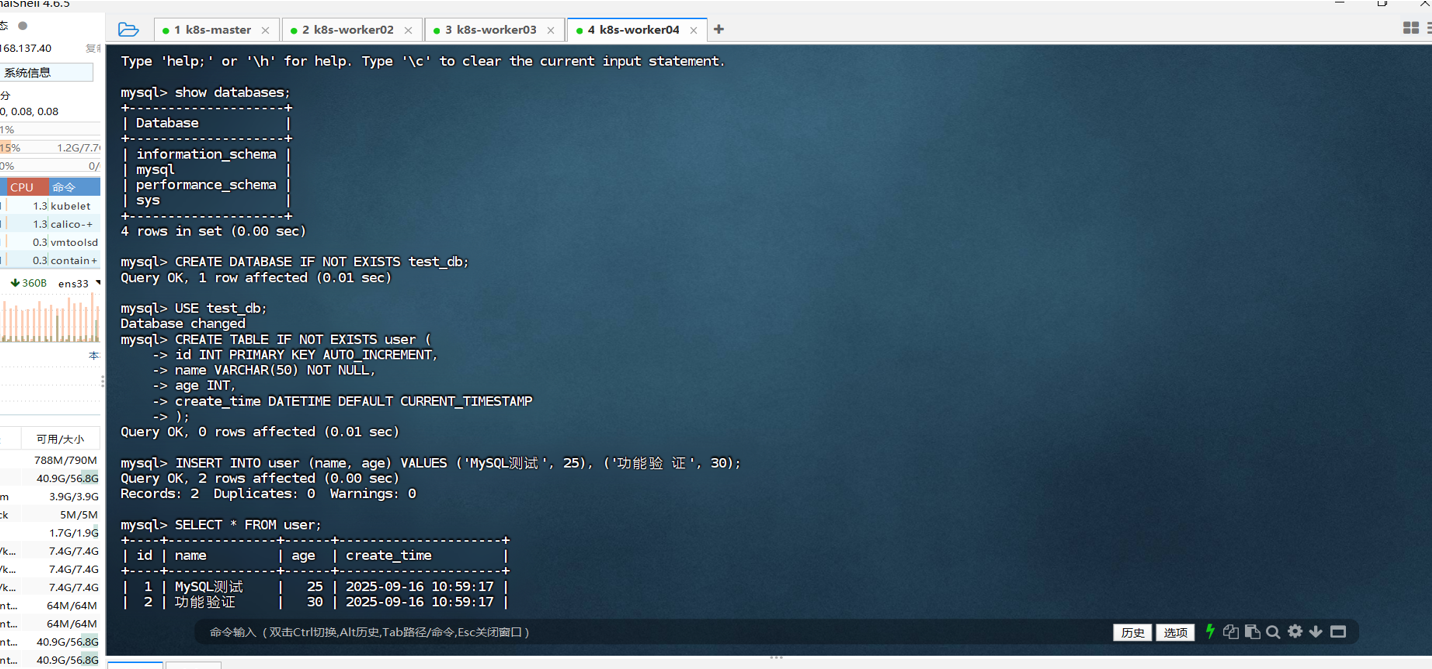 nalShell 4.6.5
态
168.137.40
系统信息
分
0, 0.08, 0.08
1%
15% 1.2G/7.7
0% 0/
CPU 命令
1.3 kubelet
1.3 calico-+
0.3 vmtoolsd
0.3 contain+
360B ens33
本
可用/大小
788M/790M
40.9G/56.8G
m 3.9G/3.9G
ck 5M/5M
1.7G/1.9G
/k... 7.4G/7.4G
/k... 7.4G/7.4G
/k... 7.4G/7.4G
nt... 64M/64M
nt... 64M/64M
nt... 40.9G/56.8G
nt... 40.9G/56.8G
1 k8s-master × 2 k8s-worker02 × 3 k8s-worker03 × 4 k8s-worker04 × +
Type 'help;' or '\h' for help. Type '\c' to clear the current input statement.
mysql> show databases;
+--------------------+
| Database |
+--------------------+
| information_schema |
| mysql |
| performance_schema |
| sys |
+--------------------+
4 rows in set (0.00 sec)
mysql> CREATE DATABASE IF NOT EXISTS test_db;
Query OK, 1 row affected (0.01 sec)
mysql> USE test_db;
Database changed
mysql> CREATE TABLE IF NOT EXISTS user (
-> id INT PRIMARY KEY AUTO_INCREMENT,
-> name VARCHAR(50) NOT NULL,
-> age INT,
-> create_time DATETIME DEFAULT CURRENT_TIMESTAMP
-> );
Query OK, 0 rows affected (0.01 sec)
mysql> INSERT INTO user (name, age) VALUES ('MySQL测试', 25), ('功能验 证', 30);
Query OK, 2 rows affected (0.00 sec)
Records: 2 Duplicates: 0 Warnings: 0
mysql> SELECT * FROM user;
+----+--------------+------+---------------------+
| id | name | age | create_time |
+----+--------------+------+---------------------+
| 1 | MySQL测试 | 25 | 2025-09-16 10:59:17 |
| 2 | 功能验证 | 30 | 2025-09-16 10:59:17 |
命令输入（双击Ctrl切换,Alt历史,Tab路径/命令,Esc关闭窗口） 历史 选项